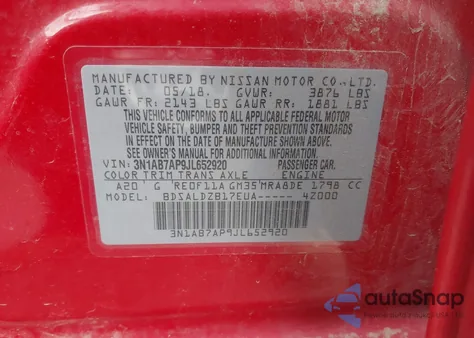 MANUFACTURED BY NISSAN MOTOR CO.,LTD.
DATE: 05/18. GVWR: 3876 LBS
GAWR FR: 2143 LBS GAWR RR: 1881 LBS
THIS VEHICLE CONFORMS TO ALL APPLICABLE FEDERAL MOTOR
VEHICLE SAFETY, BUMPER AND THEFT PREVENTION STANDARDS
IN EFFECT ON THE DATE OF MANUFACTURE SHOWN ABOVE.
SEE OWNER'S MANUAL FOR ADDITIONAL INFORMATION.
VIN: 3N1AB7AP9JL652920 PASSENGER CAR
COLOR TRIM TRANS AXLE ENGINE
A20 G RE0F11A GM35 MRA8DE 1798 CC
MODEL: BDSALDZB17EUA----- 4Z000
3N1AB7AP9JL652920
autoSnap